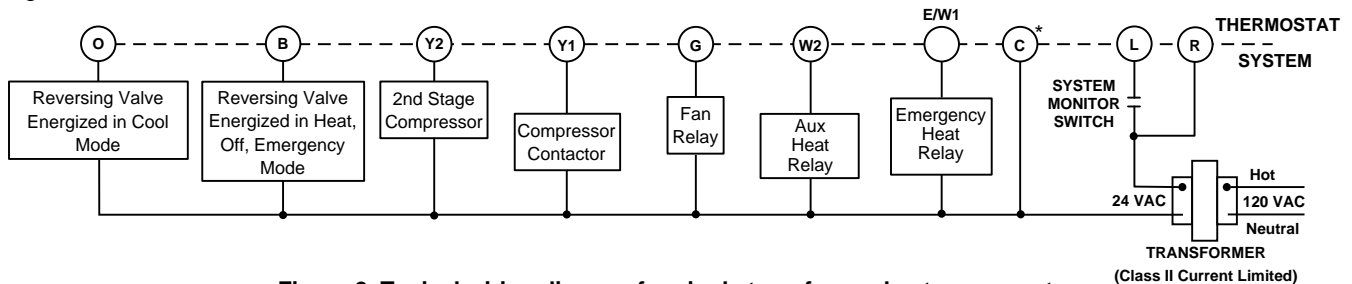 E/W1
O B Y2 Y1 G W2 C * L R THERMOSTAT
SYSTEM
Reversing Valve
Energized in Cool
Mode
Reversing Valve
Energized in Heat,
Off, Emergency
Mode
2nd Stage
Compressor
Compressor
Contactor
Fan
Relay
Aux
Heat
Relay
Emergency
Heat
Relay
SYSTEM
MONITOR
SWITCH
24 VAC
Hot
120 VAC
Neutral
TRANSFORMER
(Class II Current Limited)